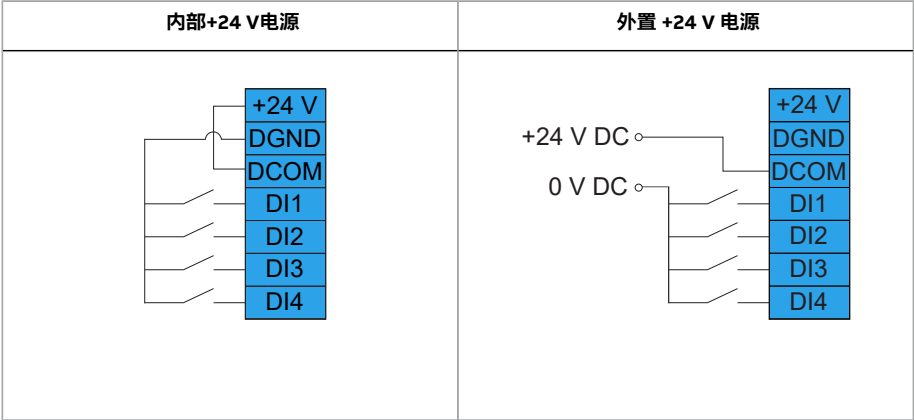 内部+24 V电源
外置 +24 V 电源
+24 V
DGND
DCOM
DI1
DI2
DI3
DI4
+24 V DC
0 V DC
+24 V
DGND
DCOM
DI1
DI2
DI3
DI4